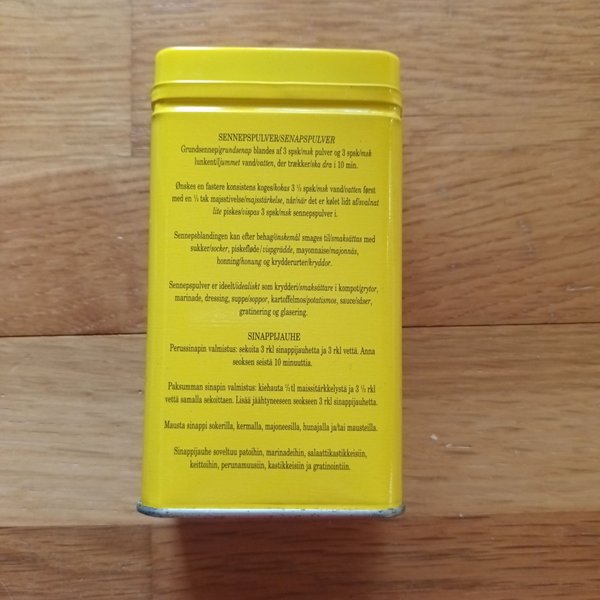 SENNEPSPULVER/SENAPSPULVER
Grundsennep/grundsenap blandes af 3 spsk/msk pulver og 3 spsk/msk
lunkent/ljummet vand/vatten, der trækker/ska dra i 10 min.
Ønskes en fastere konsistens koges/kokas 3 ½ spsk/msk vand/vatten først
med en ½ tsk majsstivelse/majsstärkelse, når/när det er kølet lidt af/svalnat
lite piskes/vispas 3 spsk/msk sennepspulver i.
Sennepsblandingen kan efter behag/önskemål smages til/smaksättas med
sukker/socker, piskefløde/vispgrädde, mayonnaise/majonnäs,
honning/honung og krydderurter/kryddor.
Sennepspulver er ideelt/idealiskt som krydderi/smaksättare i kompot/grytor,
marinade, dressing, suppe/soppor, kartoffelmos/potatismos, sauce/såser,
gratinering og glasering.
SINAPPIJAUHE
Perussinapin valmistus: sekoita 3 rkl sinappijauhetta ja 3 rkl vettä. Anna
seoksen seistä 10 minuuttia.
Paksumman sinapin valmistus: kiehauta ½ tl maissitärkkelystä ja 3 ½ rkl
vettä samalla sekoittaen. Lisää jäähtyneeseen seokseen 3 rkl sinappijauhetta.
Mausta sinappi sokerilla, kermalla, majoneesilla, hunajalla ja/tai mausteilla.
Sinappijauhe soveltuu patoihin, marinadeihin, salaattikastikkeisiin,
keittoihin, perunamuusiin, kastikkeisiin ja gratinointiin.